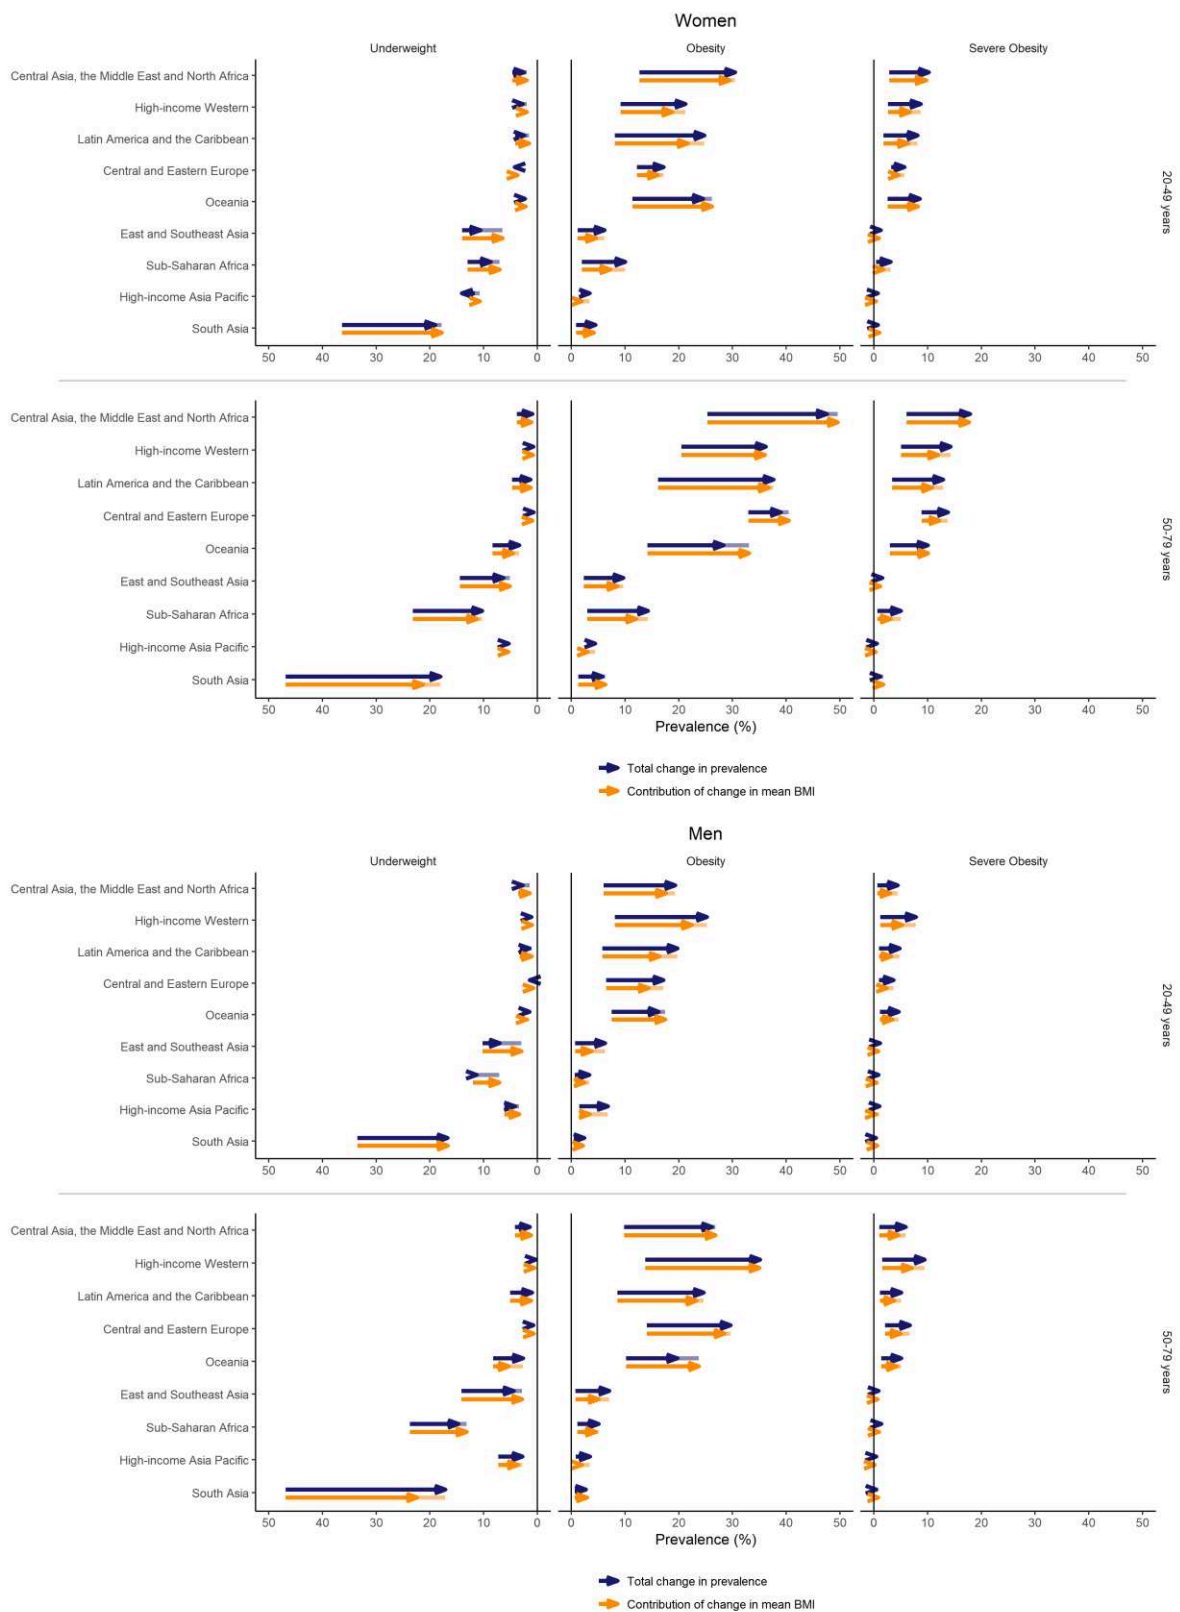 Women
Underweight Obesity Severe Obesity
Central Asia, the Middle East and North Africa
High-income Western
Latin America and the Caribbean
Central and Eastern Europe
Oceania
East and Southeast Asia
Sub-Saharan Africa
High-income Asia Pacific
South Asia
20-49 years
50 40 30 20 10 0 0 10 20 30 40 50 0 10 20 30 40 50
Central Asia, the Middle East and North Africa
High-income Western
Latin America and the Caribbean
Central and Eastern Europe
Oceania
East and Southeast Asia
Sub-Saharan Africa
High-income Asia Pacific
South Asia
50-79 years
50 40 30 20 10 0 0 10 20 30 40 50 0 10 20 30 40 50
Prevalence (%)
Total change in prevalence
Contribution of change in mean BMI
Men
Underweight Obesity Severe Obesity
Central Asia, the Middle East and North Africa
High-income Western
Latin America and the Caribbean
Central and Eastern Europe
Oceania
East and Southeast Asia
Sub-Saharan Africa
High-income Asia Pacific
South Asia
20-49 years
50 40 30 20 10 0 0 10 20 30 40 50 0 10 20 30 40 50
Central Asia, the Middle East and North Africa
High-income Western
Latin America and the Caribbean
Central and Eastern Europe
Oceania
East and Southeast Asia
Sub-Saharan Africa
High-income Asia Pacific
South Asia
50-79 years
50 40 30 20 10 0 0 10 20 30 40 50 0 10 20 30 40 50
Prevalence (%)
Total change in prevalence
Contribution of change in mean BMI